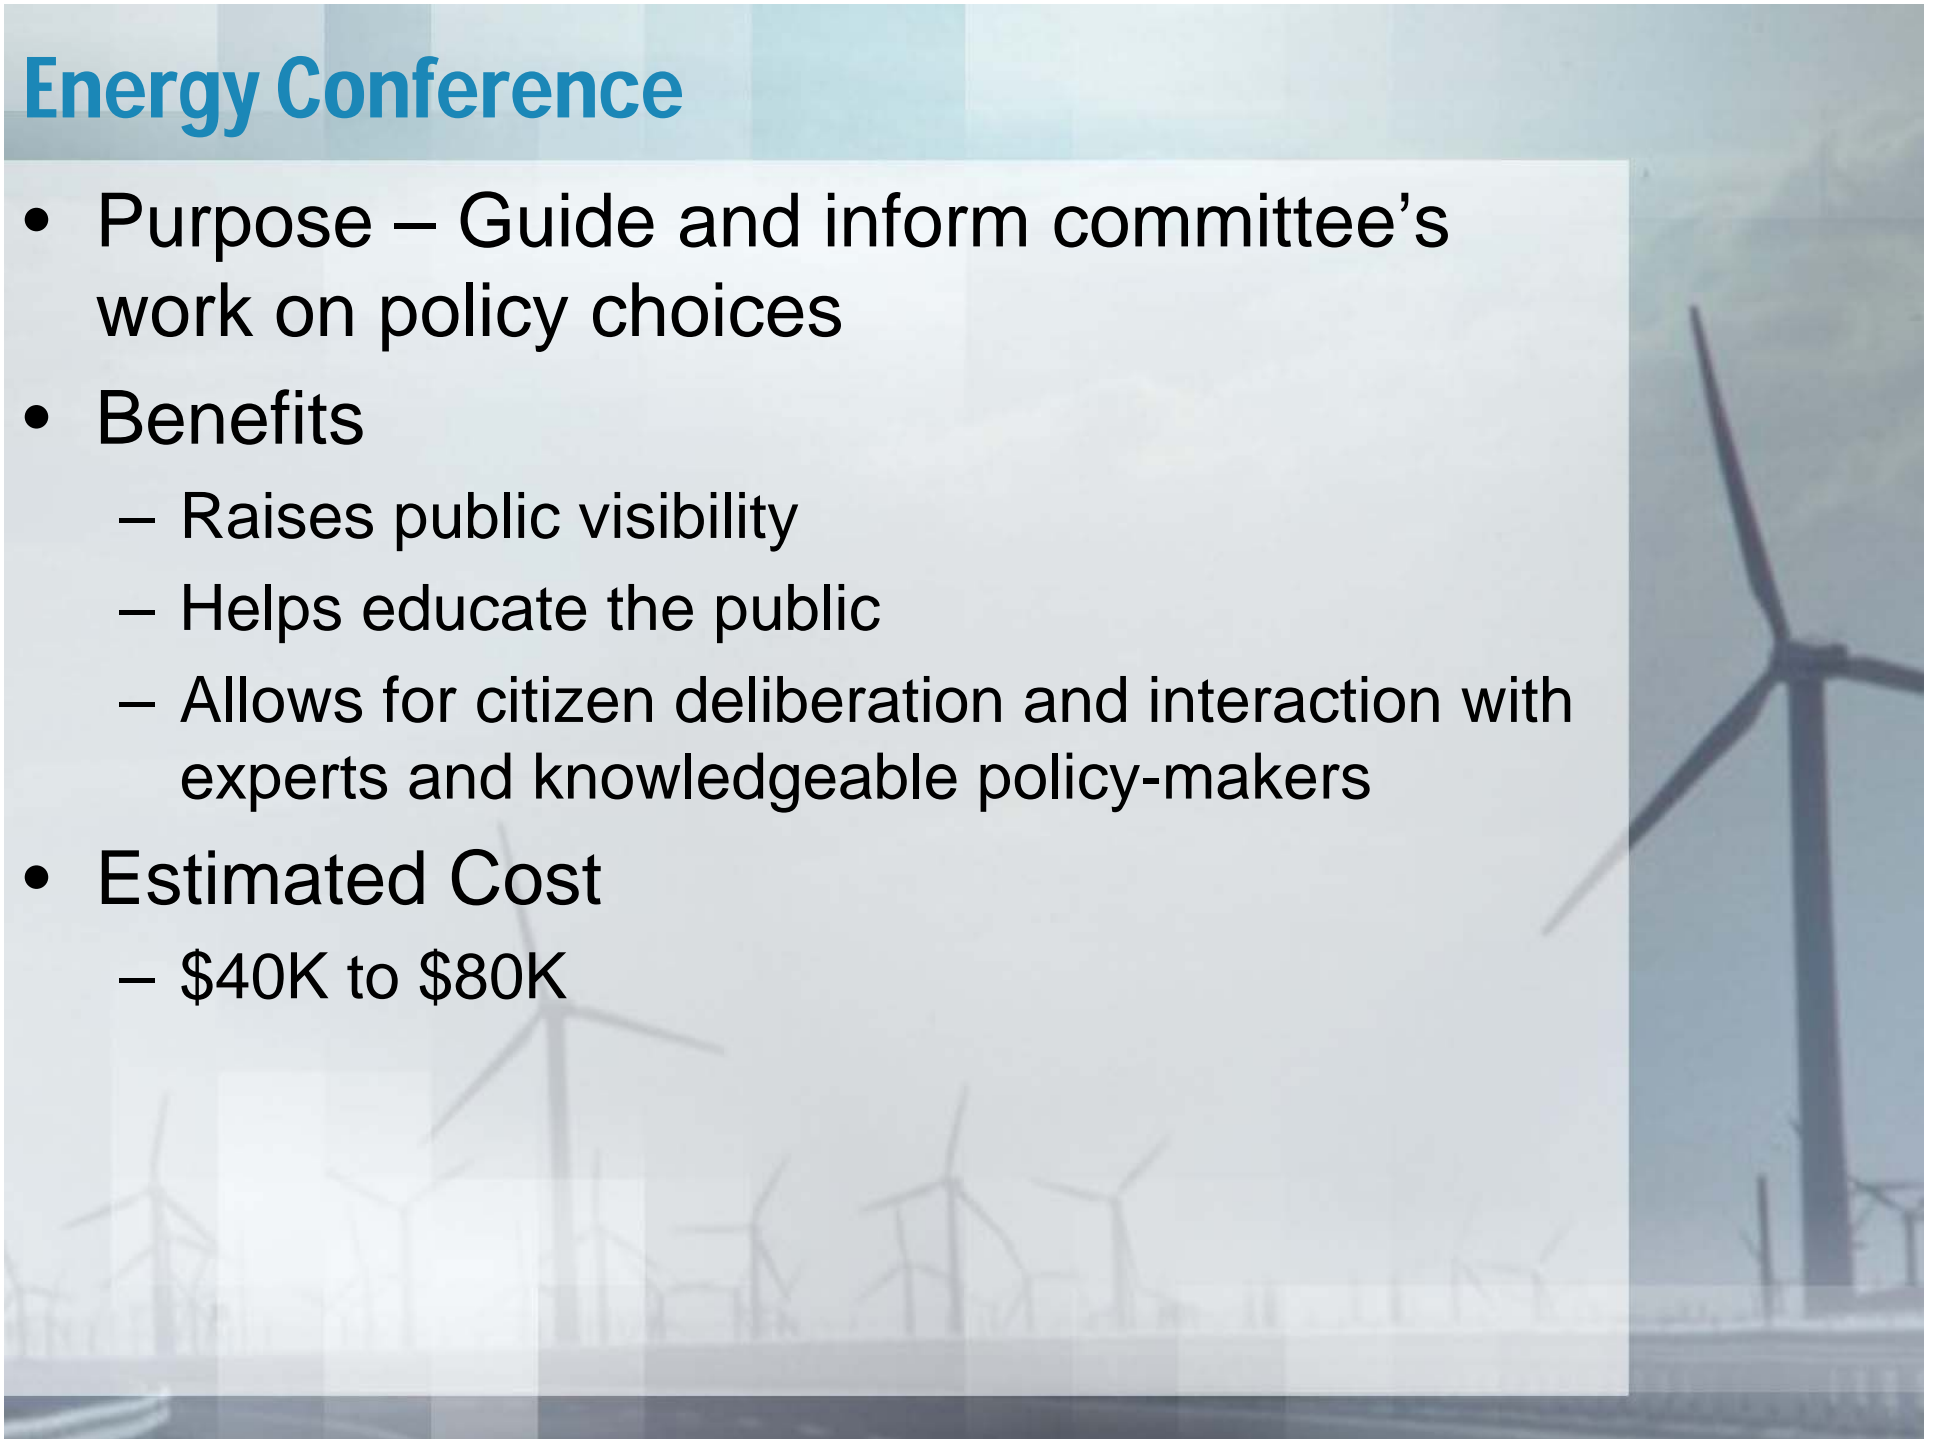 Energy Conference
• Purpose – Guide and inform committee’s
work on policy choices
• Benefits
– Raises public visibility
– Helps educate the public
– Allows for citizen deliberation and interaction with
experts and knowledgeable policy-makers
• Estimated Cost
– $40K to $80K